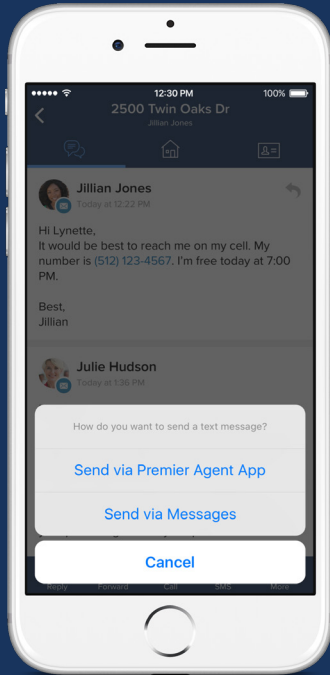 12:30 PM
100%
2500 Twin Oaks Dr
Jillian Jones
Jillian Jones
Today at 12:22 PM
Hi Lynette,
It would be best to reach me on my cell. My
number is (512) 123-4567. I'm free today at 7:00
PM.
Best,
Jillian
Julie Hudson
Today at 1:36 PM
How do you want to send a text message?
Send via Premier Agent App
Send via Messages
Cancel
Reply Forward Call SMS More